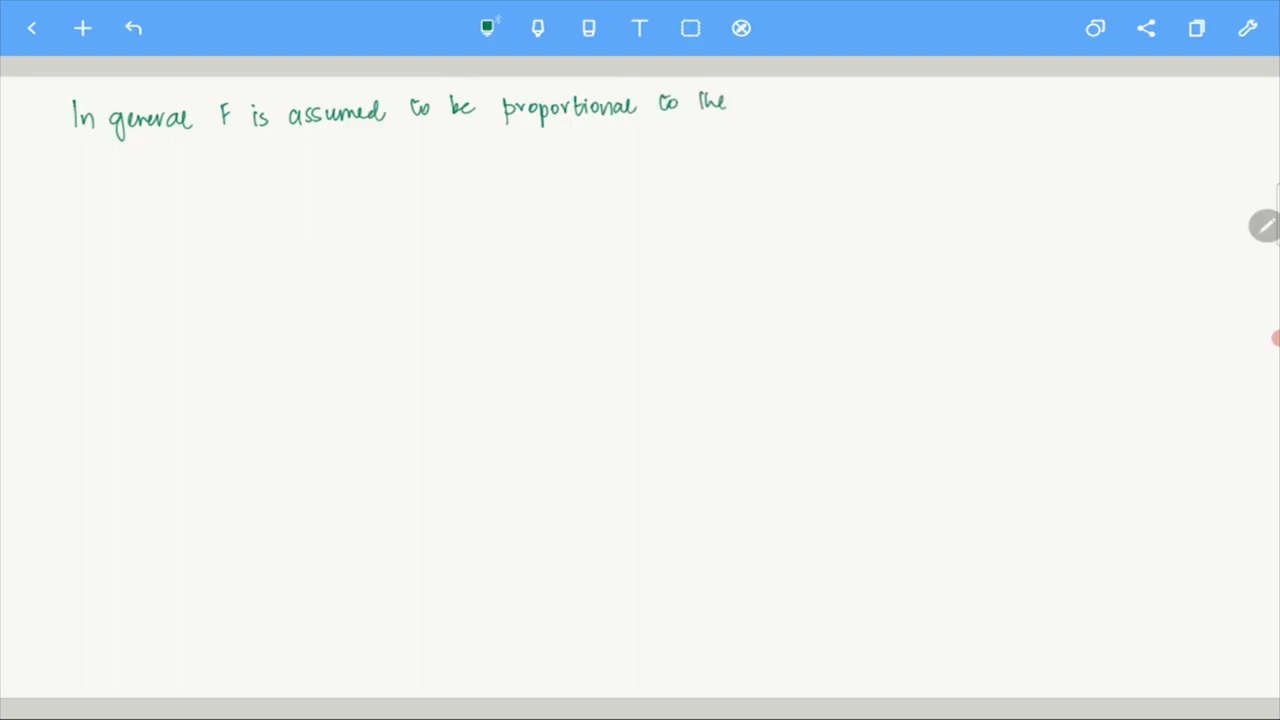 In general F is assumed to be proportional to the